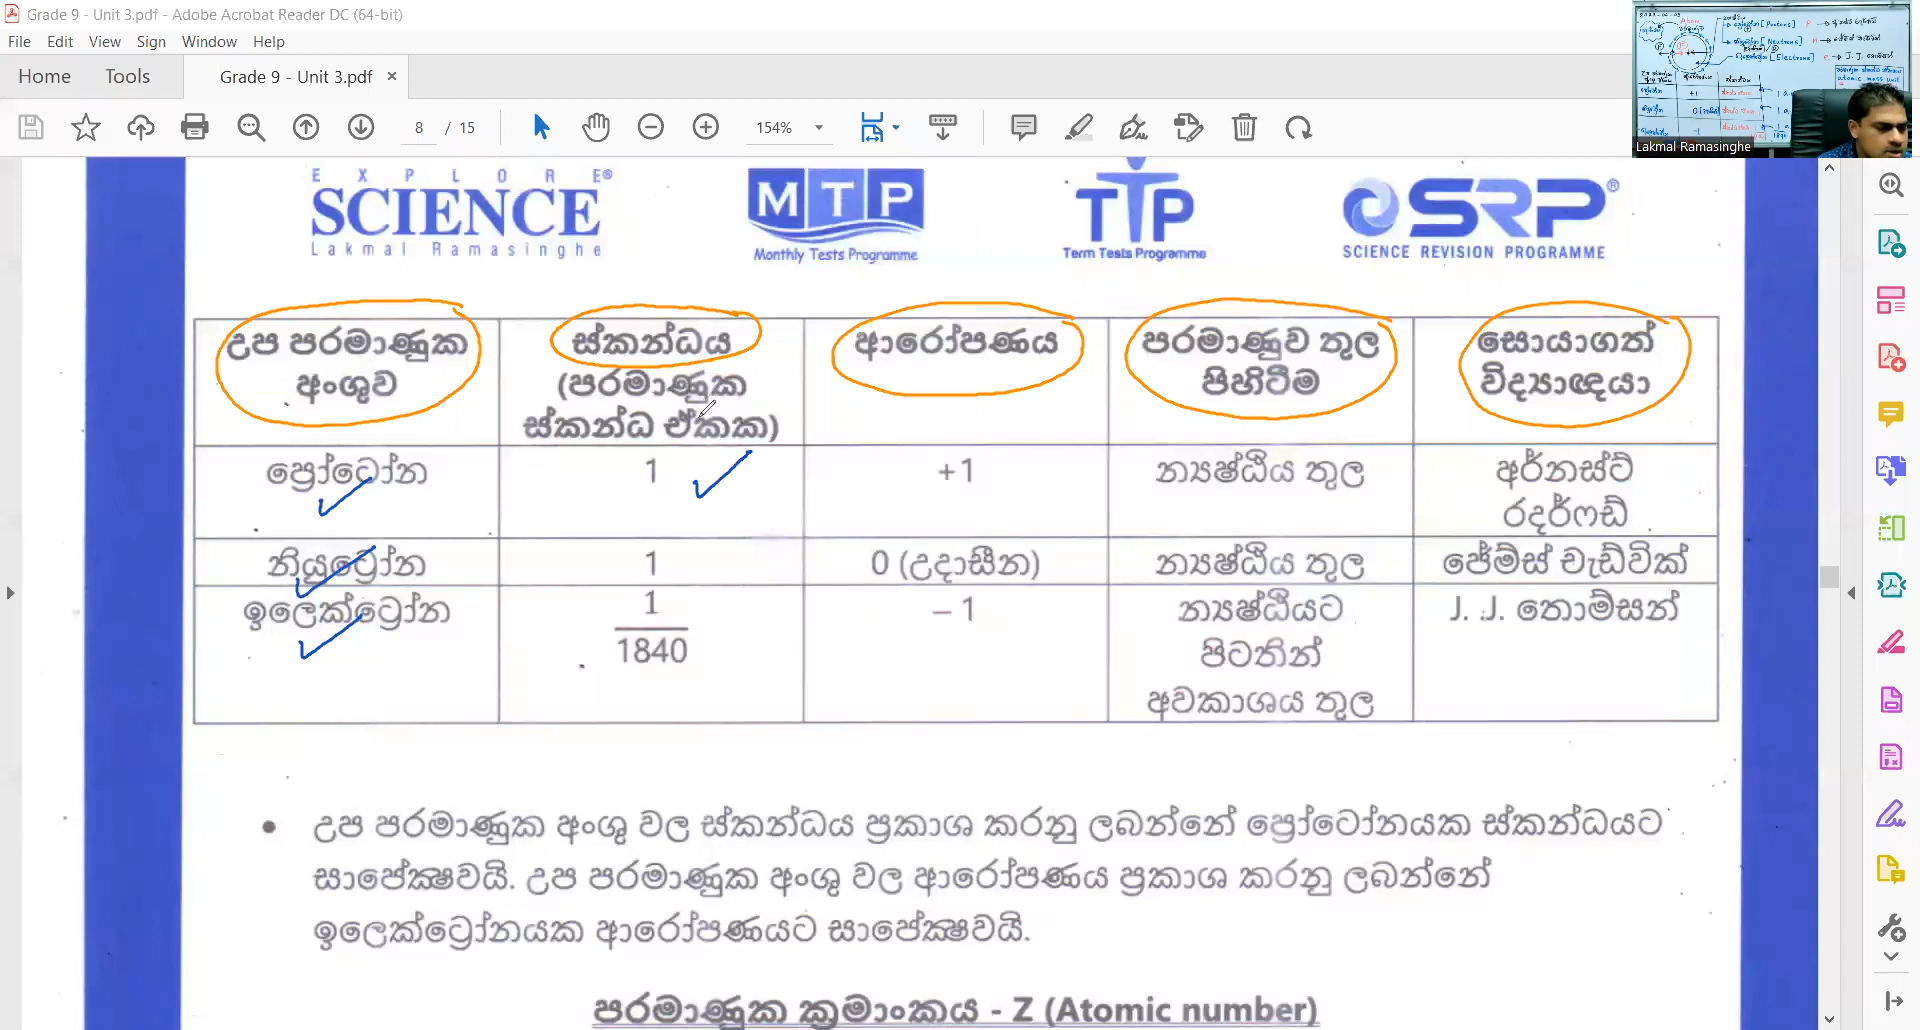 Grade 9 - Unit 3.pdf - Adobe Acrobat Reader DC (64-bit)
File Edit View Sign Window Help
Home Tools Grade 9 - Unit 3.pdf ×
8 / 15 154%
Lakmal Ramasinghe
EXPLORE®
SCIENCE
Lakmal Ramasinghe
MTP
Monthly Tests Programme
TTP
Term Tests Programme
SRP®
SCIENCE REVISION PROGRAMME
උප පරමාණුක අංශුව
ස්කන්ධය (පරමාණුක ස්කන්ධ ඒකක)
ආරෝපණය
පරමාණුව තුල පිහිටීම
සොයාගත් විද්‍යාඥයා
ප්‍රෝටෝන 1 +1 න්‍යෂ්ඨිය තුල අර්නස්ට් රදර්ෆඩ්
නියුට්‍රෝන 1 0 (උදාසීන) න්‍යෂ්ඨිය තුල ජේම්ස් චැඩ්වික්
ඉලෙක්ට්‍රෝන 1/1840 – 1 න්‍යෂ්ඨියට පිටතින් අවකාශය තුල J. J. තොම්සන්
• උප පරමාණුක අංශු වල ස්කන්ධය ප්‍රකාශ කරනු ලබන්නේ ප්‍රෝටෝනයක ස්කන්ධයට
සාපේක්‍ෂවයි. උප පරමාණුක අංශු වල ආරෝපණය ප්‍රකාශ කරනු ලබන්නේ
ඉලෙක්ට්‍රෝනයක ආරෝපණයට සාපේක්‍ෂවයි.
පරමාණුක ක්‍රමාංකය - Z (Atomic number)